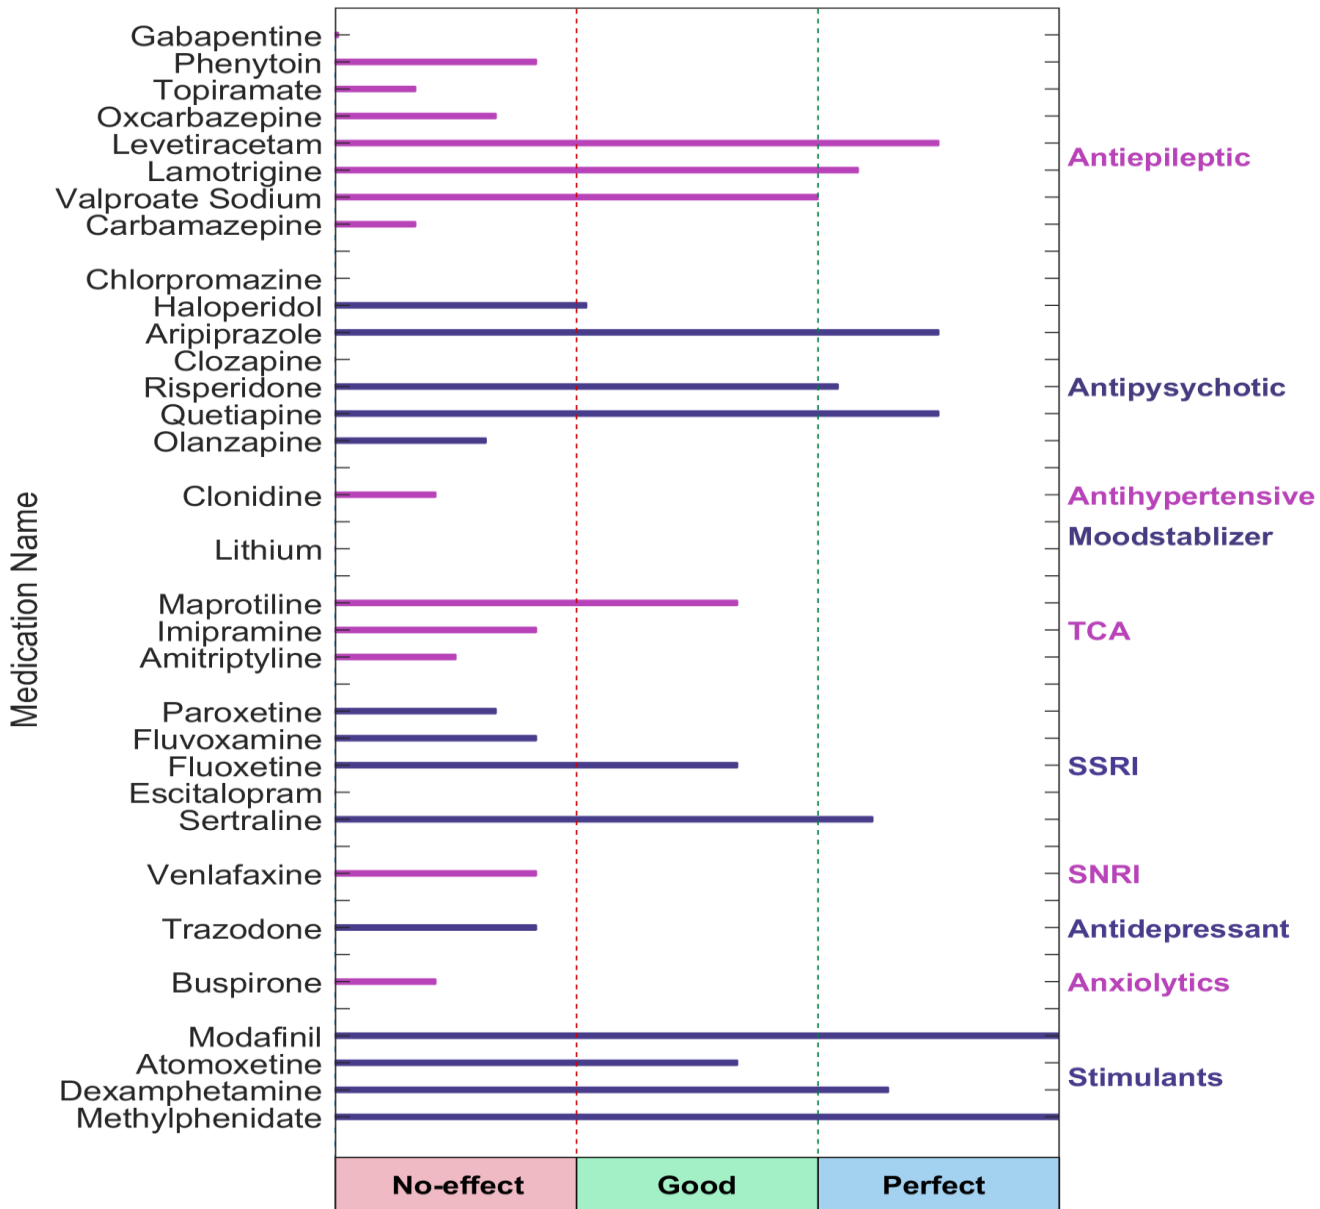 Medication Name
Gabapentine
Phenytoin
Topiramate
Oxcarbazepine
Levetiracetam
Lamotrigine
Valproate Sodium
Carbamazepine
Antiepileptic
Chlorpromazine
Haloperidol
Aripiprazole
Clozapine
Risperidone
Quetiapine
Olanzapine
Antipysychotic
Clonidine
Antihypertensive
Lithium
Moodstablizer
Maprotiline
Imipramine
Amitriptyline
TCA
Paroxetine
Fluvoxamine
Fluoxetine
Escitalopram
Sertraline
SSRI
Venlafaxine
SNRI
Trazodone
Antidepressant
Buspirone
Anxiolytics
Modafinil
Atomoxetine
Dexamphetamine
Methylphenidate
Stimulants
No-effect
Good
Perfect